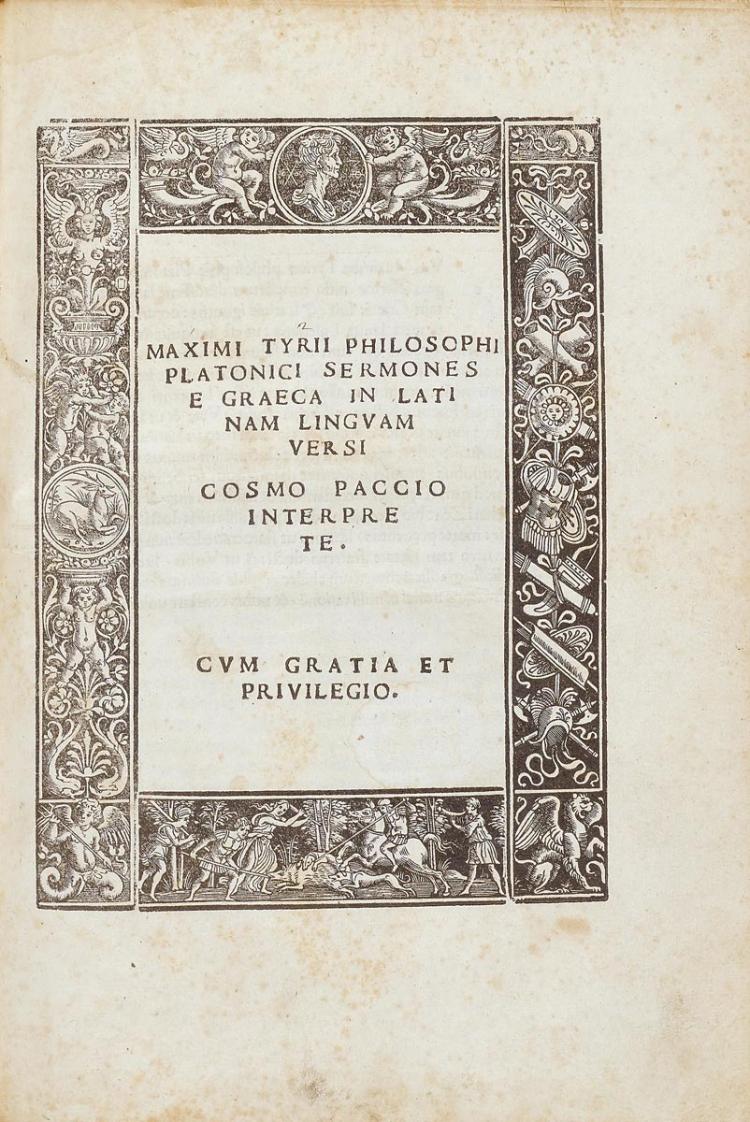 MAXIMI TYRII PHILOSOPHI
PLATONICI SERMONES
E GRAECA IN LATI
NAM LINGVAM
VERSI
COSMO PACCIO
INTERPRE
TE.
CVM GRATIA ET
PRIVILEGIO.